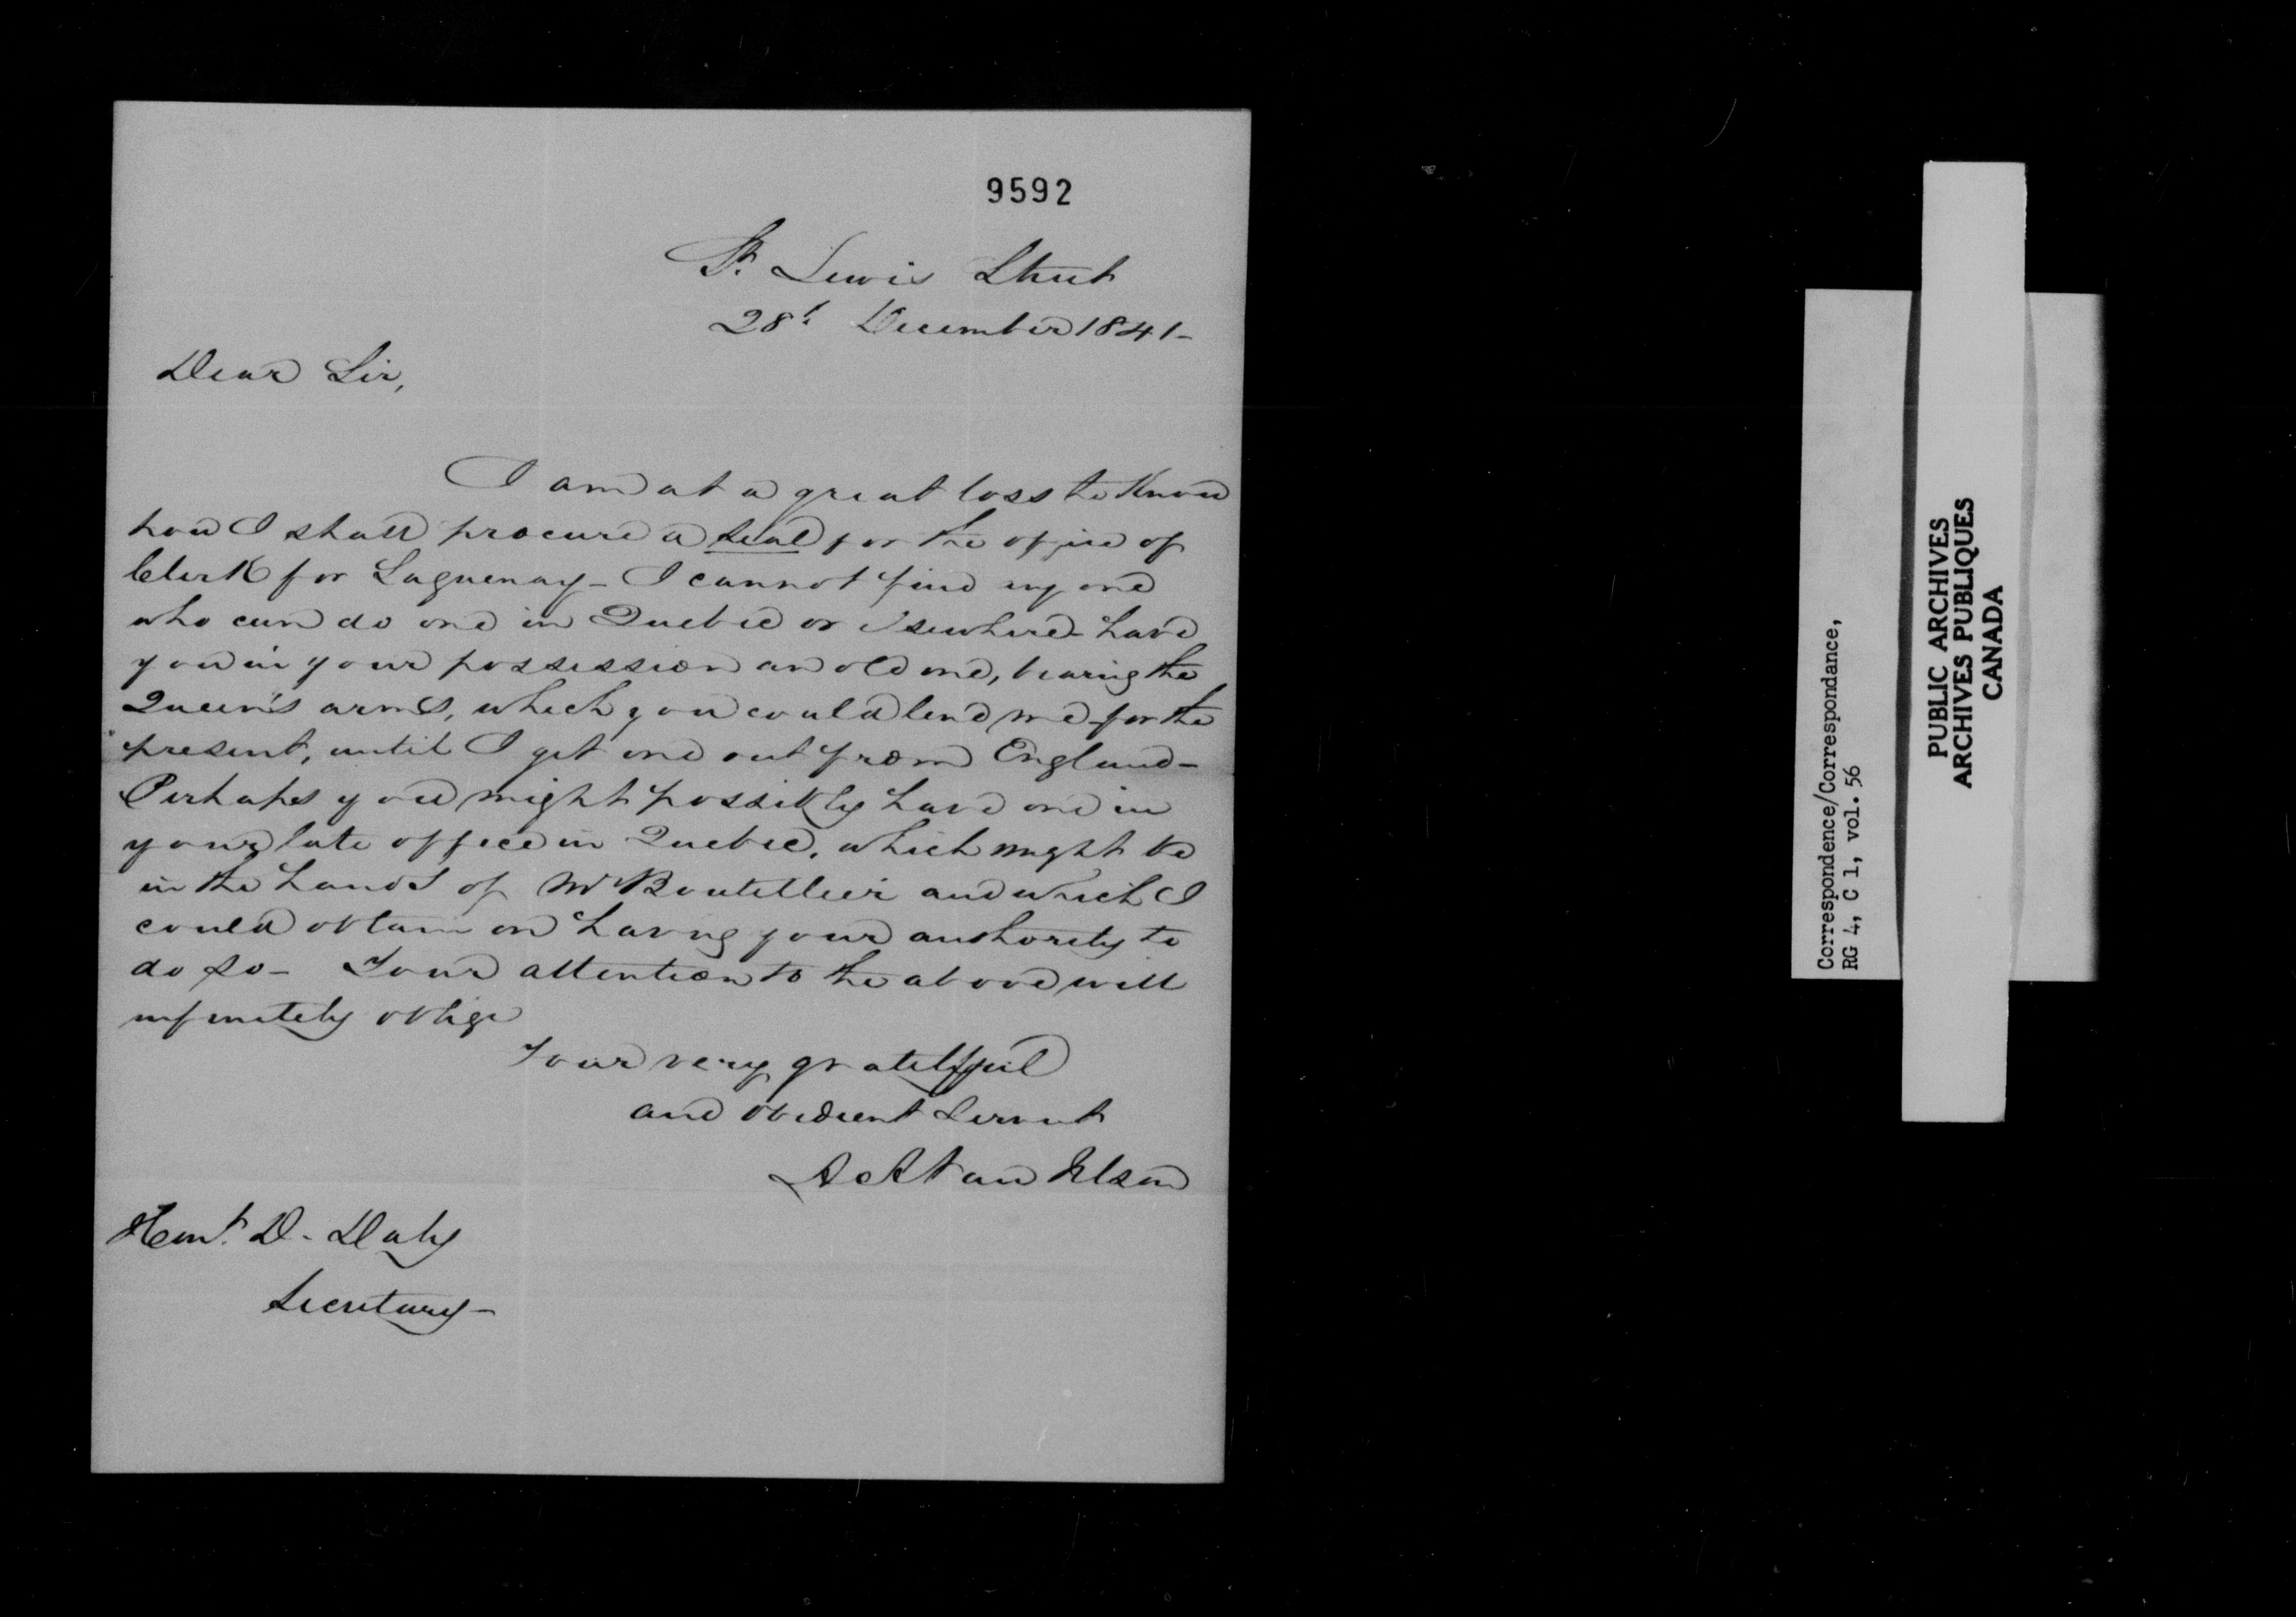 9592
St. Lewis Street
28t. December 1841-
Dear Sir,
I am at a great loss to Know
how I shall procure a seal for the office of
Clerk for Saguenay - I cannot find any one
who can do one in Quebec or elsewhere - have
you in your possession an old one, bearing the
Queen's arms, which you could lend me for the
present, until I get one out from England -
Perhaps you might possibly have one in
your late office in Quebec, which might be
in the hands of Mr Boutillier and which I
could obtain on having your authority to
do so - Your attention to the above will
infinitely oblige
Your very grateful
and obedient Servant
Hon'. D. Daly
Secretary -
Correspondence/Correspondance,
RG 4, C 1, vol. 56
PUBLIC ARCHIVES
ARCHIVES PUBLIQUES
CANADA